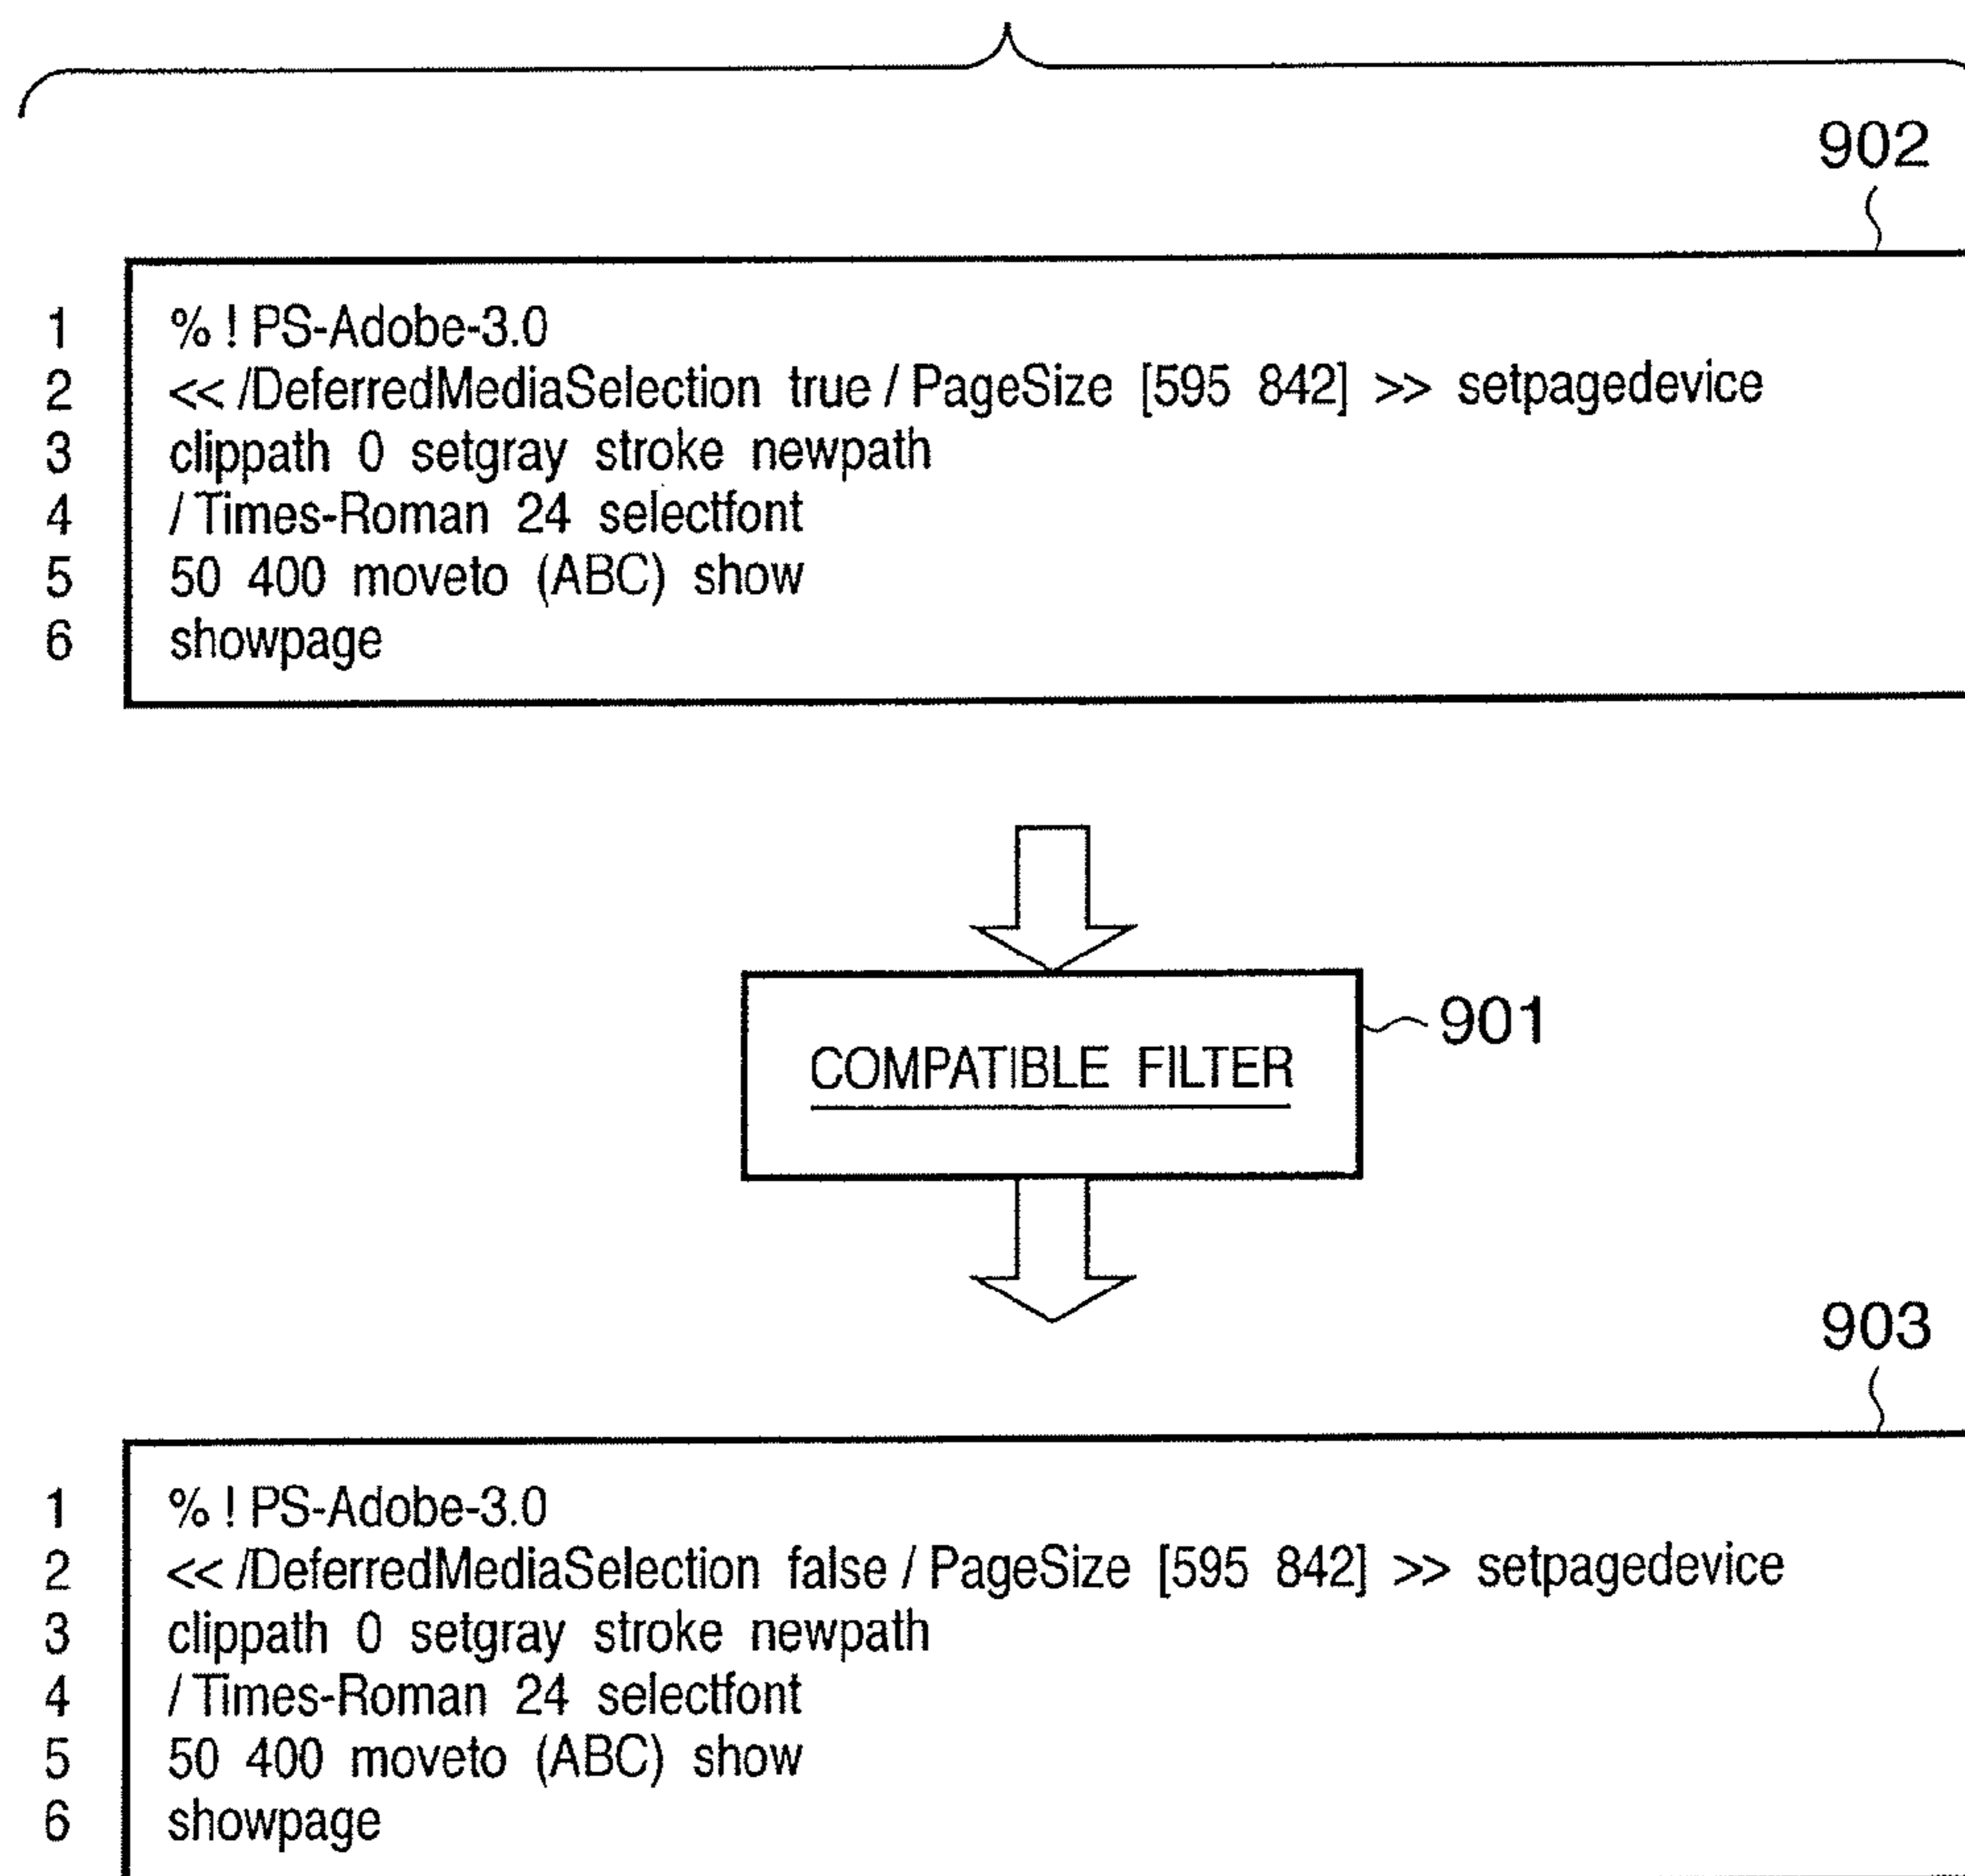 902
1 % ! PS-Adobe-3.0
2 << /DeferredMediaSelection true / PageSize [595 842] >> setpagedevice
3 clippath 0 setgray stroke newpath
4 / Times-Roman 24 selectfont
5 50 400 moveto (ABC) show
6 showpage
COMPATIBLE FILTER
901
903
1 % ! PS-Adobe-3.0
2 << /DeferredMediaSelection false / PageSize [595 842] >> setpagedevice
3 clippath 0 setgray stroke newpath
4 / Times-Roman 24 selectfont
5 50 400 moveto (ABC) show
6 showpage